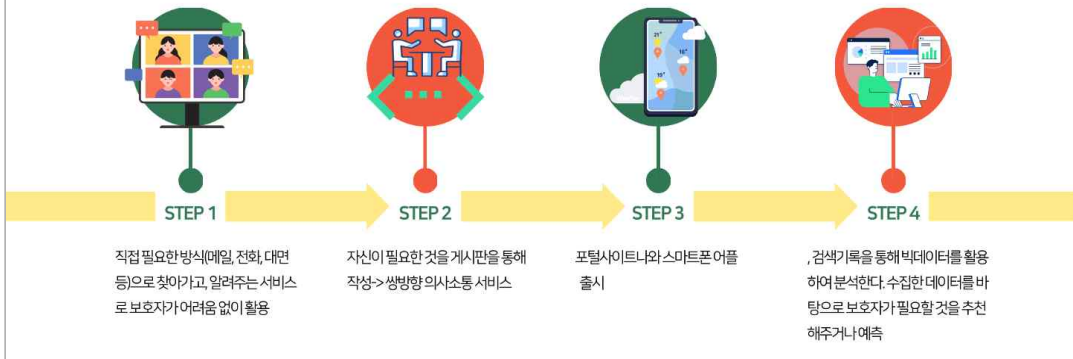 21°
16°
19°
STEP 1
직접 필요한 방식(메일, 전화, 대면
등)으로 찾아가고, 알려주는 서비스
로 보호자가 어려움 없이 활용
STEP 2
자신이 필요한 것을 게시판을 통해
작성-> 쌍방향 의사소통 서비스
STEP 3
포털사이트나와 스마트폰 어플
출시
STEP 4
, 검색기록을 통해 빅데이터를 활용
하여 분석한다. 수집한 데이터를 바
탕으로 보호자가 필요할 것을 추천
해주거나 예측